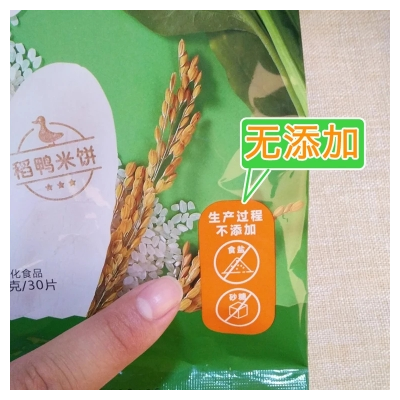 无添加
稻鸭米饼
生产过程
不添加
食盐
砂糖
化食品
克/30片